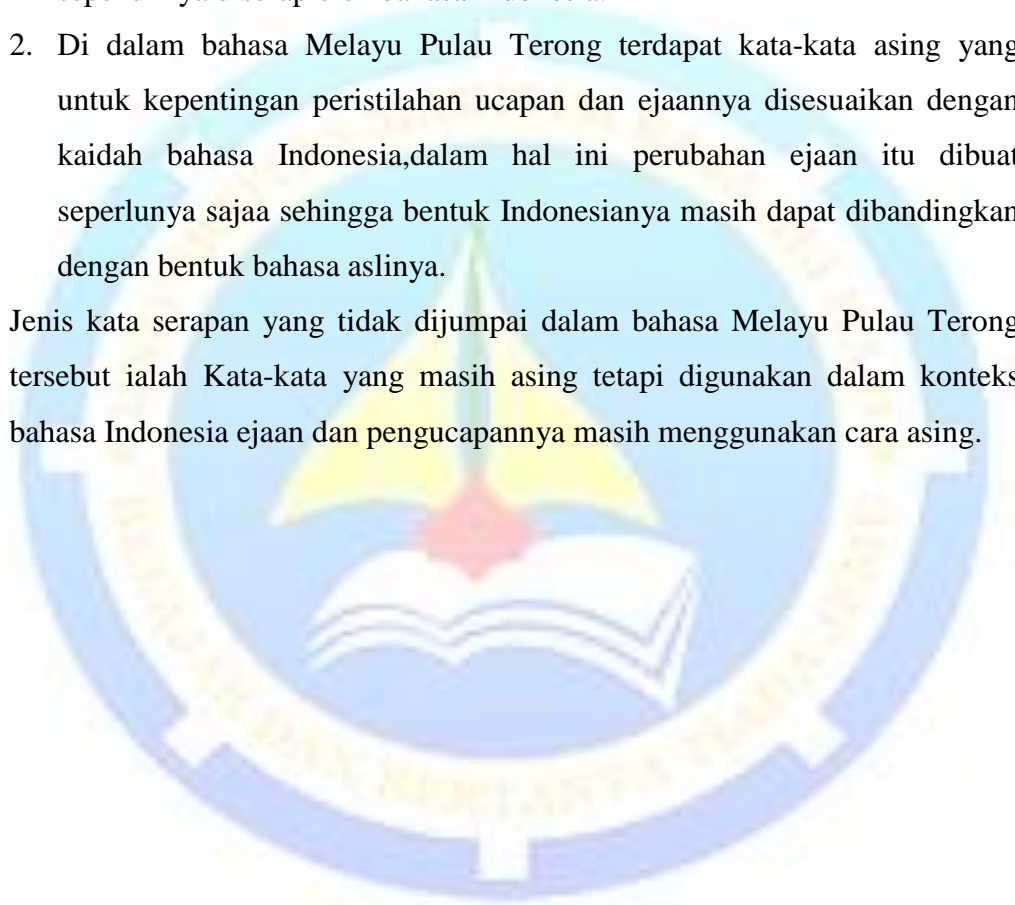 2. Di dalam bahasa Melayu Pulau Terong terdapat kata-kata asing yang
untuk kepentingan peristilahan ucapan dan ejaannya disesuaikan dengan
kaidah bahasa Indonesia,dalam hal ini perubahan ejaan itu dibuat
seperlunya sajaa sehingga bentuk Indonesianya masih dapat dibandingkan
dengan bentuk bahasa aslinya.
Jenis kata serapan yang tidak dijumpai dalam bahasa Melayu Pulau Terong
tersebut ialah Kata-kata yang masih asing tetapi digunakan dalam konteks
bahasa Indonesia ejaan dan pengucapannya masih menggunakan cara asing.